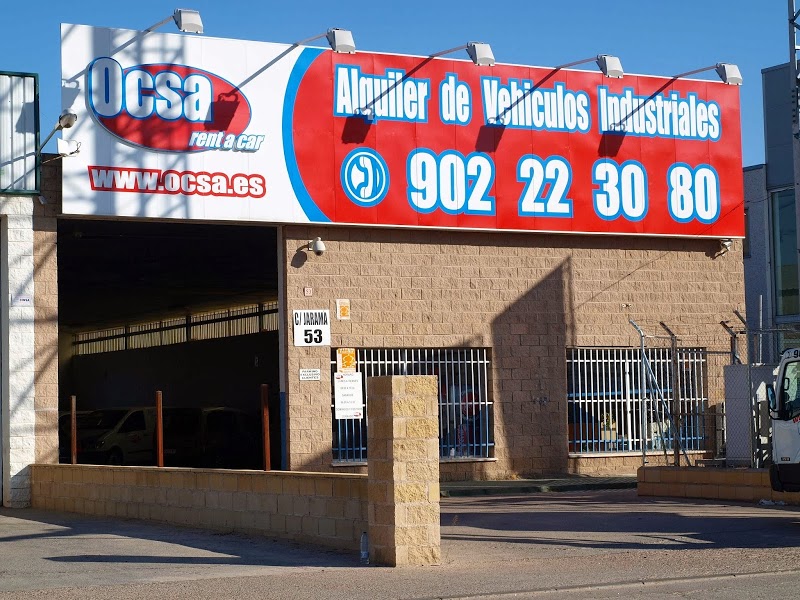 Ocsa
rent a car
www.ocsa.es
Alquiler de Vehiculos Industriales
902 22 30 80
C/ JARAMA
53